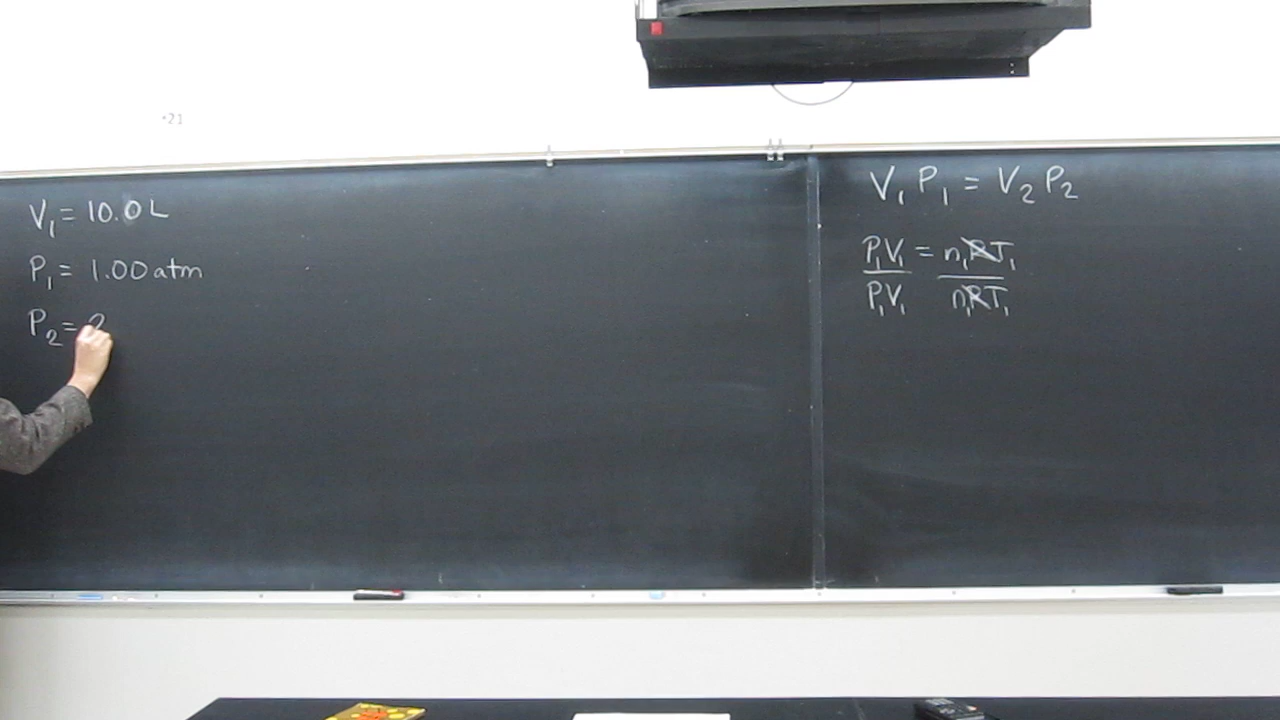 V₁ = 10.0 L
P₁ = 1.00 atm
P₂ =
V₁ P₁ = V₂ P₂
P₁V₁ = n₁RT₁
P₁V₁ n₁RT₁